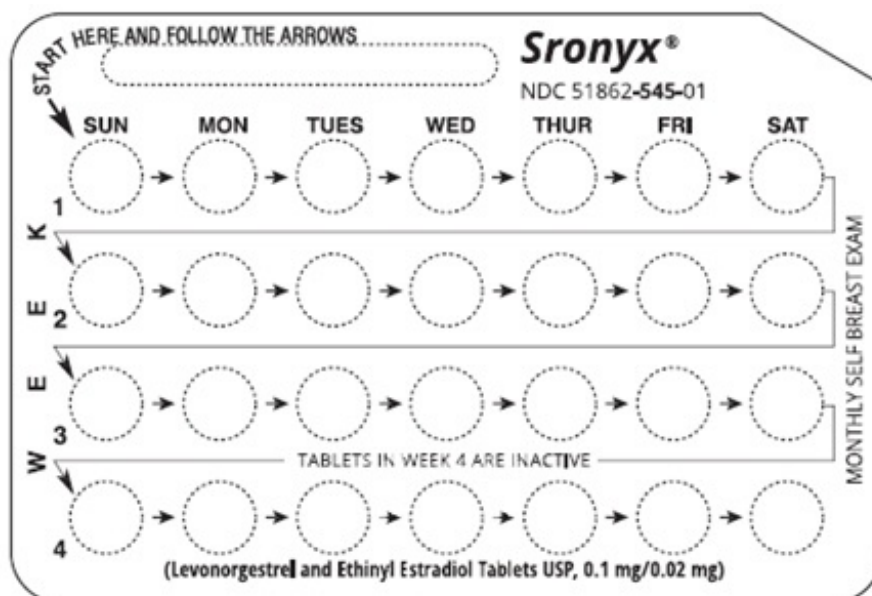 START HERE AND FOLLOW THE ARROWS
Sronyx®
NDC 51862-545-01
SUN MON TUES WED THUR FRI SAT
1
2
3
TABLETS IN WEEK 4 ARE INACTIVE
4
WEEK
MONTHLY SELF BREAST EXAM
(Levonorgestrel and Ethinyl Estradiol Tablets USP, 0.1 mg/0.02 mg)